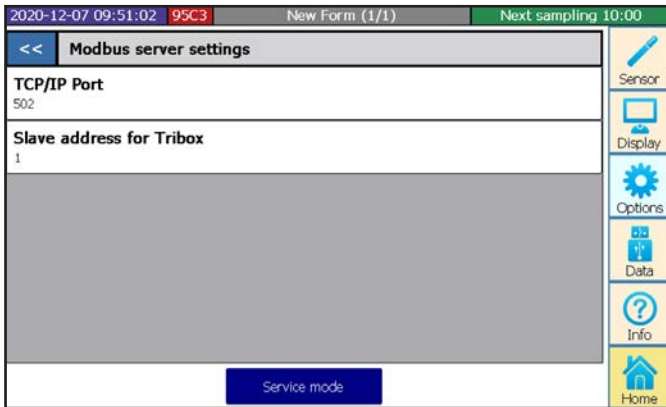 2020-12-07 09:51:02 95C3 New Form (1/1) Next sampling 10:00
<< Modbus server settings
TCP/IP Port
502
Slave address for Tribox
1
Sensor
Display
Options
Data
Info
Home
Service mode